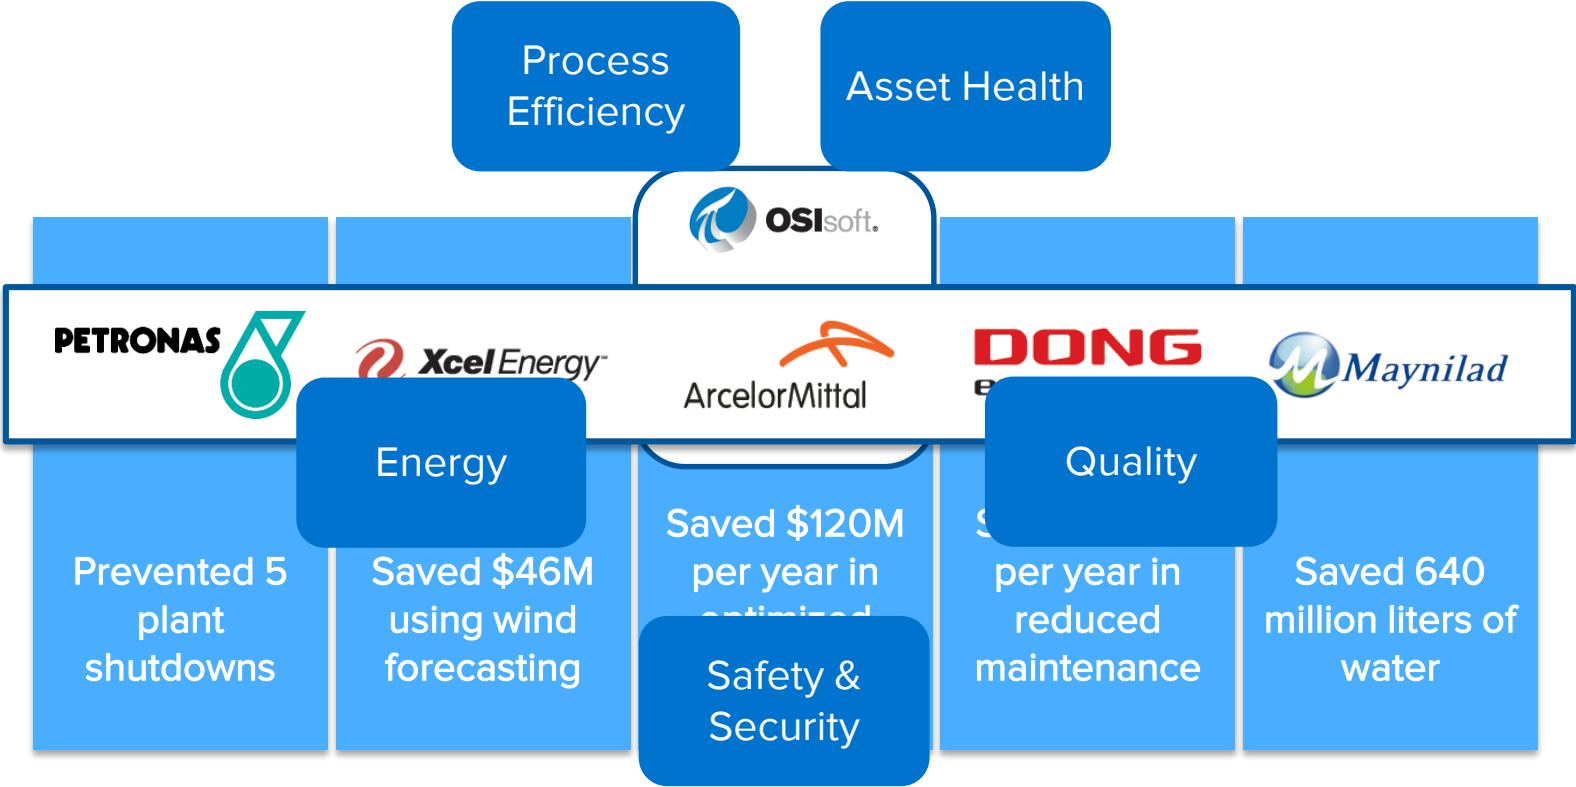 Process
Efficiency
Asset Health
OSIsoft.
PETRONAS
Xcel Energy
ArcelorMittal
DONG
Maynilad
Energy
Quality
Prevented 5
plant
shutdowns
Saved $46M
using wind
forecasting
Saved $120M
per year in
optimized
Safety &
Security
per year in
reduced
maintenance
Saved 640
million liters of
water